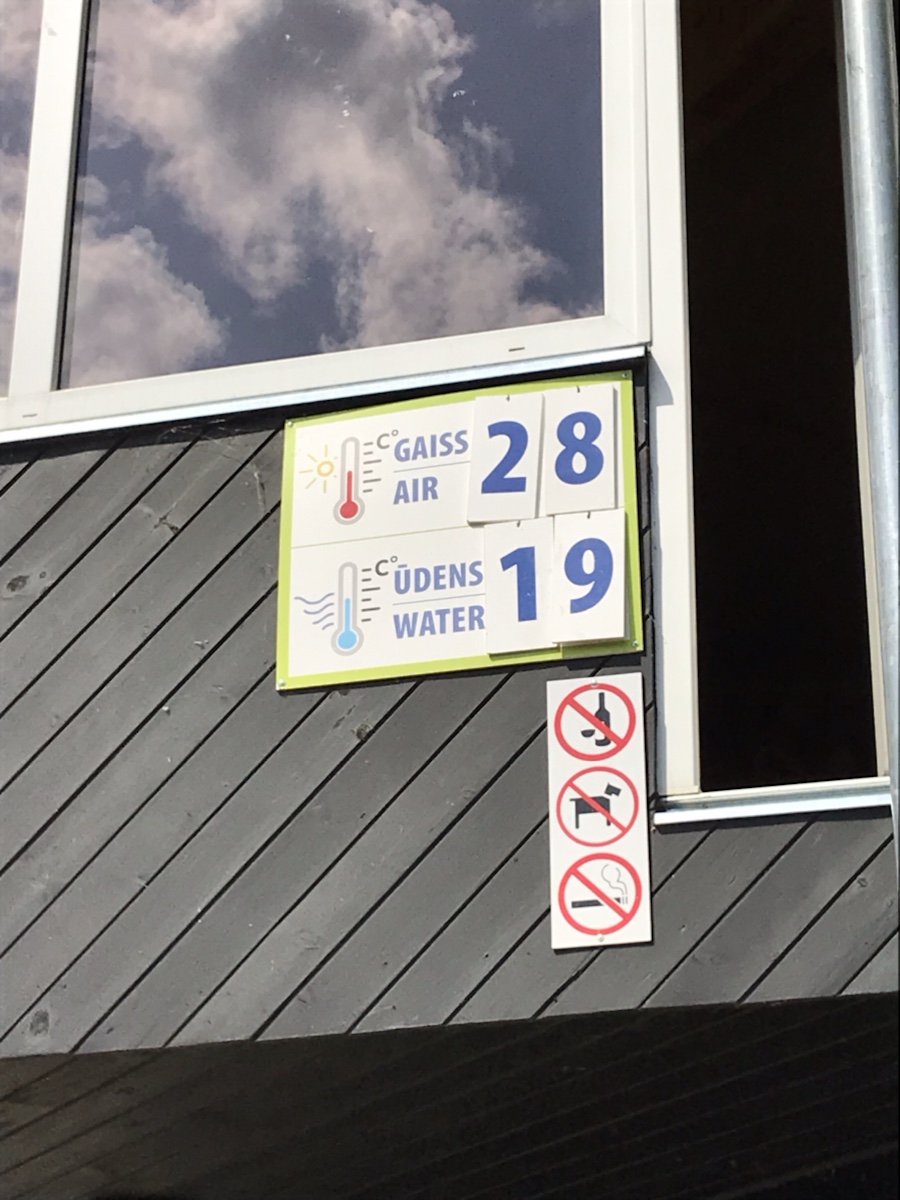 C° GAISS 28
AIR
C° ŪDENS 19
WATER